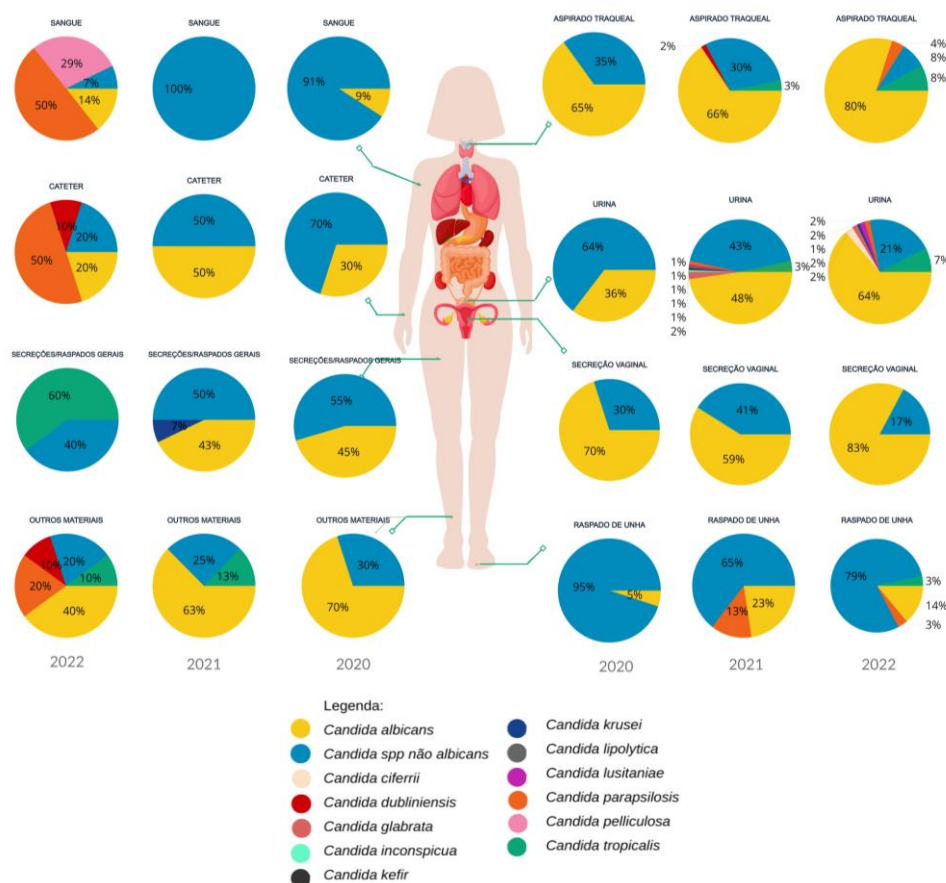 SANGUE
SANGUE
SANGUE
ASPIRADO TRAQUEAL
ASPIRADO TRAQUEAL
ASPIRADO TRAQUEAL
29%
7%
14%
50%
100%
91%
9%
35%
65%
2%
30%
3%
66%
4%
8%
8%
80%
CATETER
CATETER
CATETER
URINA
URINA
URINA
10%
20%
20%
50%
50%
50%
70%
30%
64%
36%
43%
3%
1%
1%
1%
1%
1%
2%
48%
2%
2%
1%
2%
2%
21%
7%
64%
SECREÇÕES/RASPADOS GERAIS
SECREÇÕES/RASPADOS GERAIS
SECREÇÕES/RASPADOS GERAIS
SECREÇÃO VAGINAL
SECREÇÃO VAGINAL
SECREÇÃO VAGINAL
60%
40%
50%
7%
43%
55%
45%
30%
70%
41%
59%
17%
83%
OUTROS MATERIAIS
OUTROS MATERIAIS
OUTROS MATERIAIS
RASPADO DE UNHA
RASPADO DE UNHA
RASPADO DE UNHA
10%
20%
10%
20%
40%
25%
13%
63%
30%
70%
95%
5%
65%
13%
23%
79%
3%
14%
3%
2022
2021
2020
2020
2021
2022
Legenda:
Candida albicans
Candida spp não albicans
Candida ciferrii
Candida dubliniensis
Candida glabrata
Candida inconspicua
Candida kefir
Candida krusei
Candida lipolytica
Candida lusitaniae
Candida parapsilosis
Candida pelliculosa
Candida tropicalis